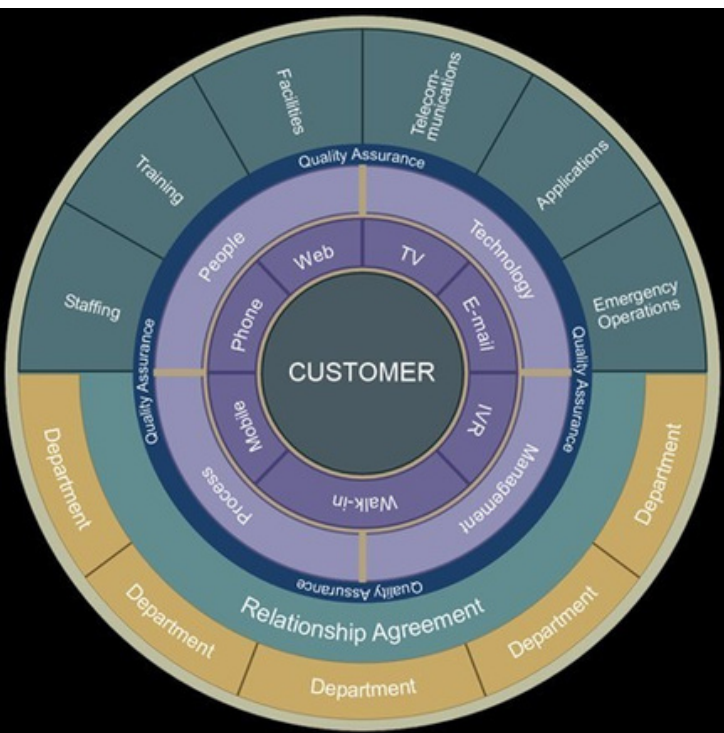 Facilities
Telecom-
munications
Training
Applications
Staffing
Emergency
Operations
Quality Assurance
Quality Assurance
Quality Assurance
Quality Assurance
People
Technology
Process
Management
Web
TV
Phone
E-mail
Mobile
IVR
Walk-in
CUSTOMER
Relationship Agreement
Department
Department
Department
Department
Department